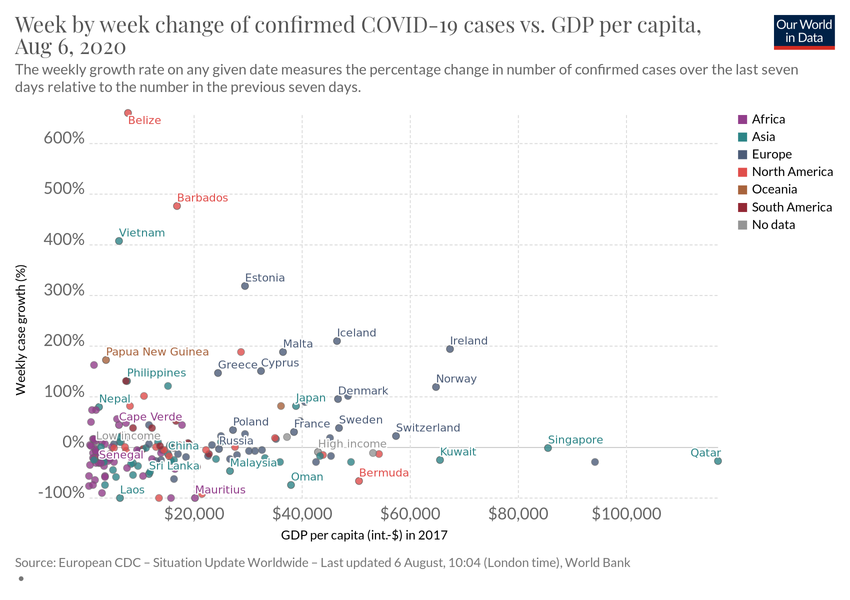 Week by week change of confirmed COVID-19 cases vs. GDP per capita,
Aug 6, 2020
Our World
in Data
The weekly growth rate on any given date measures the percentage change in number of confirmed cases over the last seven
days relative to the number in the previous seven days.
Belize
600%
500%
Barbados
400%
Vietnam
300%
Estonia
200%
Iceland
Malta
Ireland
Papua New Guinea
Greece
Cyprus
Philippines
Norway
100%
Nepal
Japan
Denmark
Cape Verde
Poland
France
Sweden
Switzerland
Low income
0%
China
Russia
High income
Singapore
Senegal
Sri Lanka
Malaysia
Kuwait
Qatar
Oman
Bermuda
-100%
Laos
Mauritius
Weekly case growth (%)
$20,000
$40,000
$60,000
$80,000
$100,000
GDP per capita (int.-$) in 2017
Africa
Asia
Europe
North America
Oceania
South America
No data
Source: European CDC – Situation Update Worldwide – Last updated 6 August, 10:04 (London time), World Bank